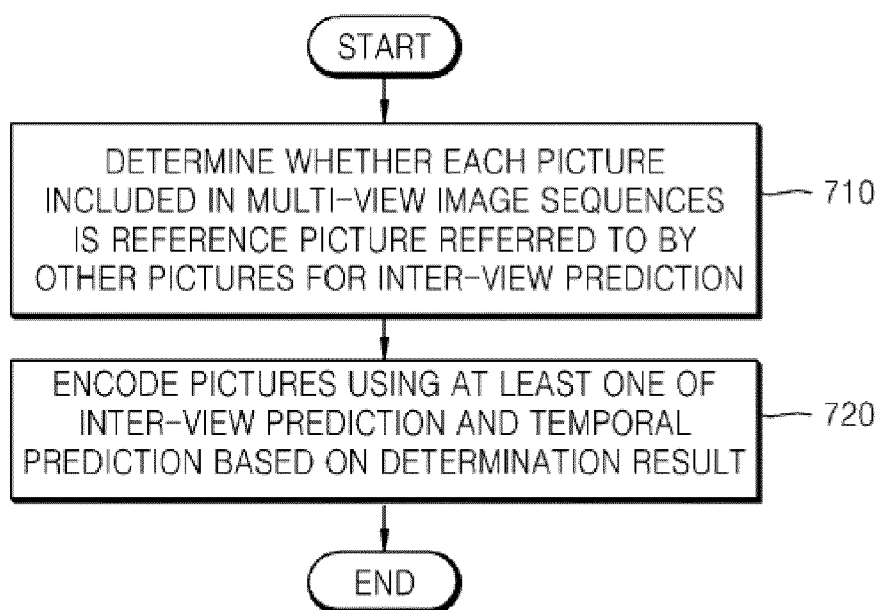 START
DETERMINE WHETHER EACH PICTURE
INCLUDED IN MULTI-VIEW IMAGE SEQUENCES
IS REFERENCE PICTURE REFERRED TO BY
OTHER PICTURES FOR INTER-VIEW PREDICTION
710
ENCODE PICTURES USING AT LEAST ONE OF
INTER-VIEW PREDICTION AND TEMPORAL
PREDICTION BASED ON DETERMINATION RESULT
720
END